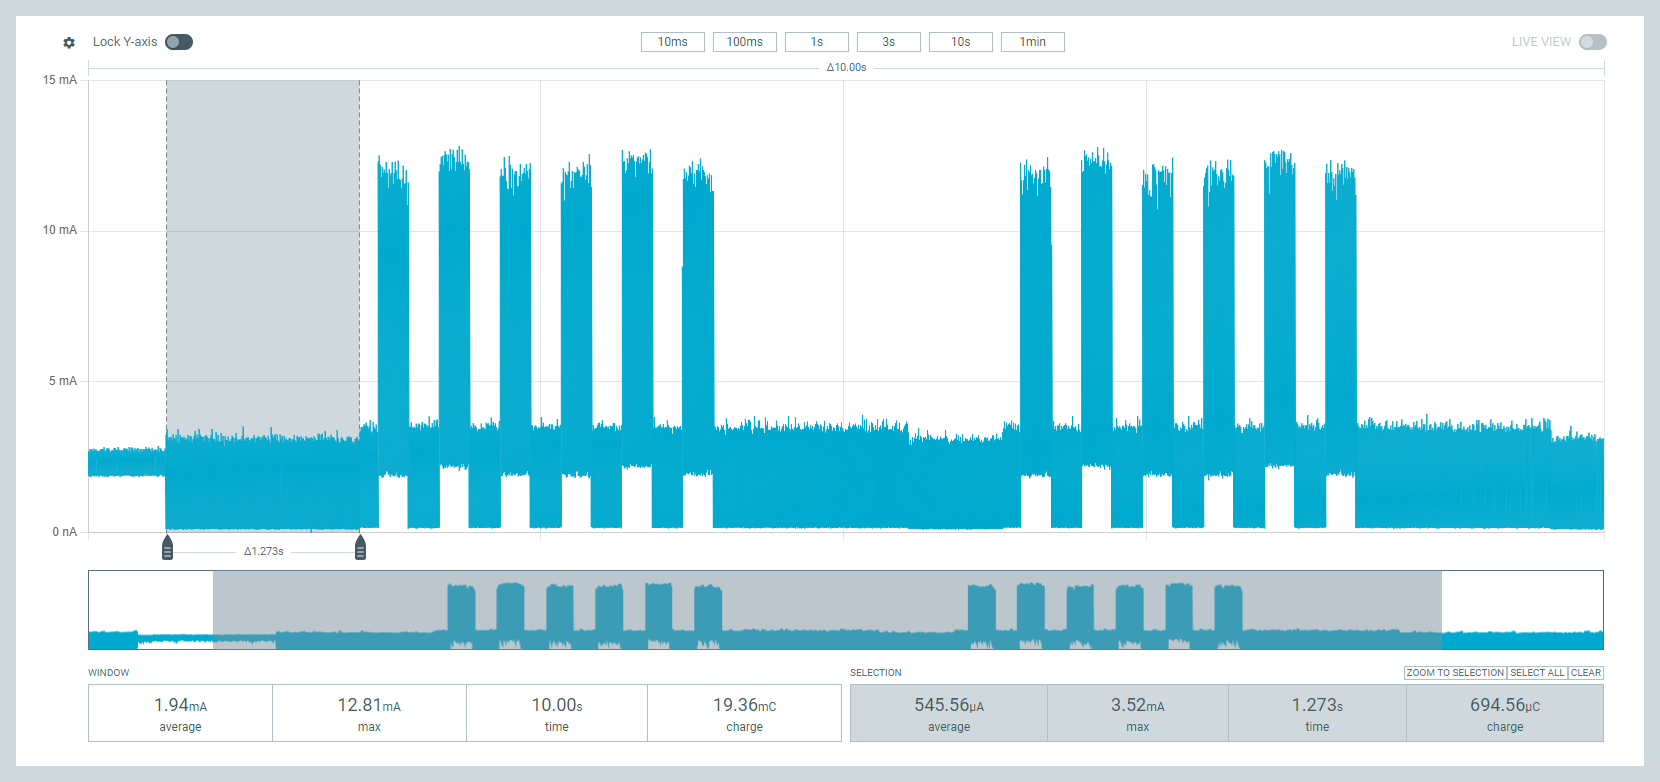 Lock Y-axis 10ms 100ms 1s 3s 10s 1min LIVE VIEW
Δ10.00s
15 mA
10 mA
5 mA
0 nA
Δ1.273s
WINDOW SELECTION ZOOM TO SELECTION SELECT ALL CLEAR
1.94mA 12.81mA 10.00s 19.36mC 545.56µA 3.52mA 1.273s 694.56µC
average max time charge average max time charge